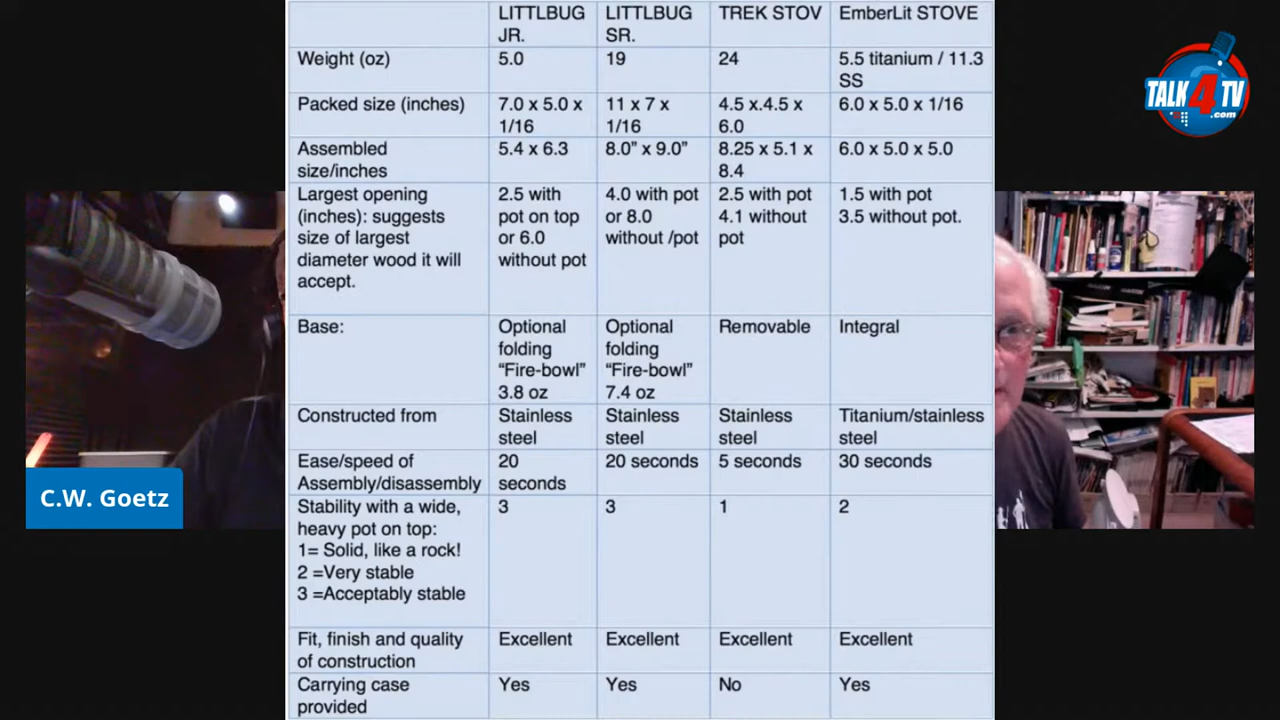 LITTLBUG JR.
LITTLBUG SR.
TREK STOV
EmberLit STOVE
Weight (oz)
5.0
19
24
5.5 titanium / 11.3 SS
Packed size (inches)
7.0 x 5.0 x 1/16
11 x 7 x 1/16
4.5 x.4.5 x 6.0
6.0 x 5.0 x 1/16
Assembled size/inches
5.4 x 6.3
8.0” x 9.0”
8.25 x 5.1 x 8.4
6.0 x 5.0 x 5.0
Largest opening (inches): suggests size of largest diameter wood it will accept.
2.5 with pot on top or 6.0 without pot
4.0 with pot or 8.0 without /pot
2.5 with pot 4.1 without pot
1.5 with pot 3.5 without pot.
Base:
Optional folding “Fire-bowl” 3.8 oz
Optional folding “Fire-bowl” 7.4 oz
Removable
Integral
Constructed from
Stainless steel
Stainless steel
Stainless steel
Titanium/stainless steel
Ease/speed of Assembly/disassembly
20 seconds
20 seconds
5 seconds
30 seconds
Stability with a wide, heavy pot on top:
1= Solid, like a rock!
2 =Very stable
3 =Acceptably stable
3
3
1
2
Fit, finish and quality of construction
Excellent
Excellent
Excellent
Excellent
Carrying case provided
Yes
Yes
No
Yes
TALK 4 TV
.com
C.W. Goetz